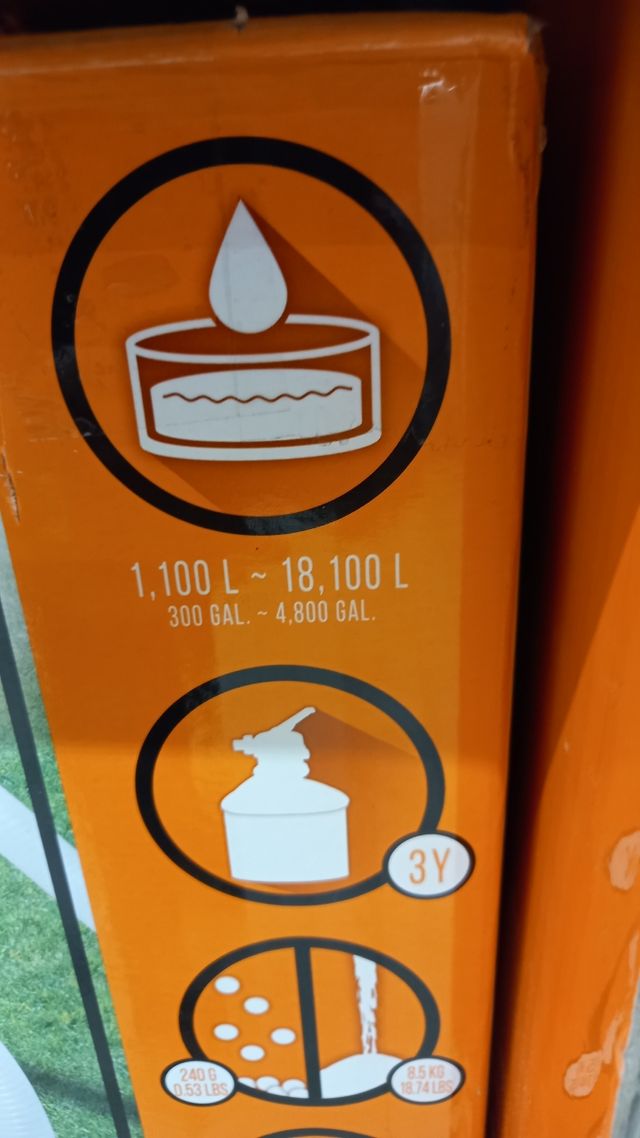 1,100 L ~ 18,100 L
300 GAL. ~ 4,800 GAL.
3Y
240 G
0.53 LBS
8.5 KG
18.74 LBS